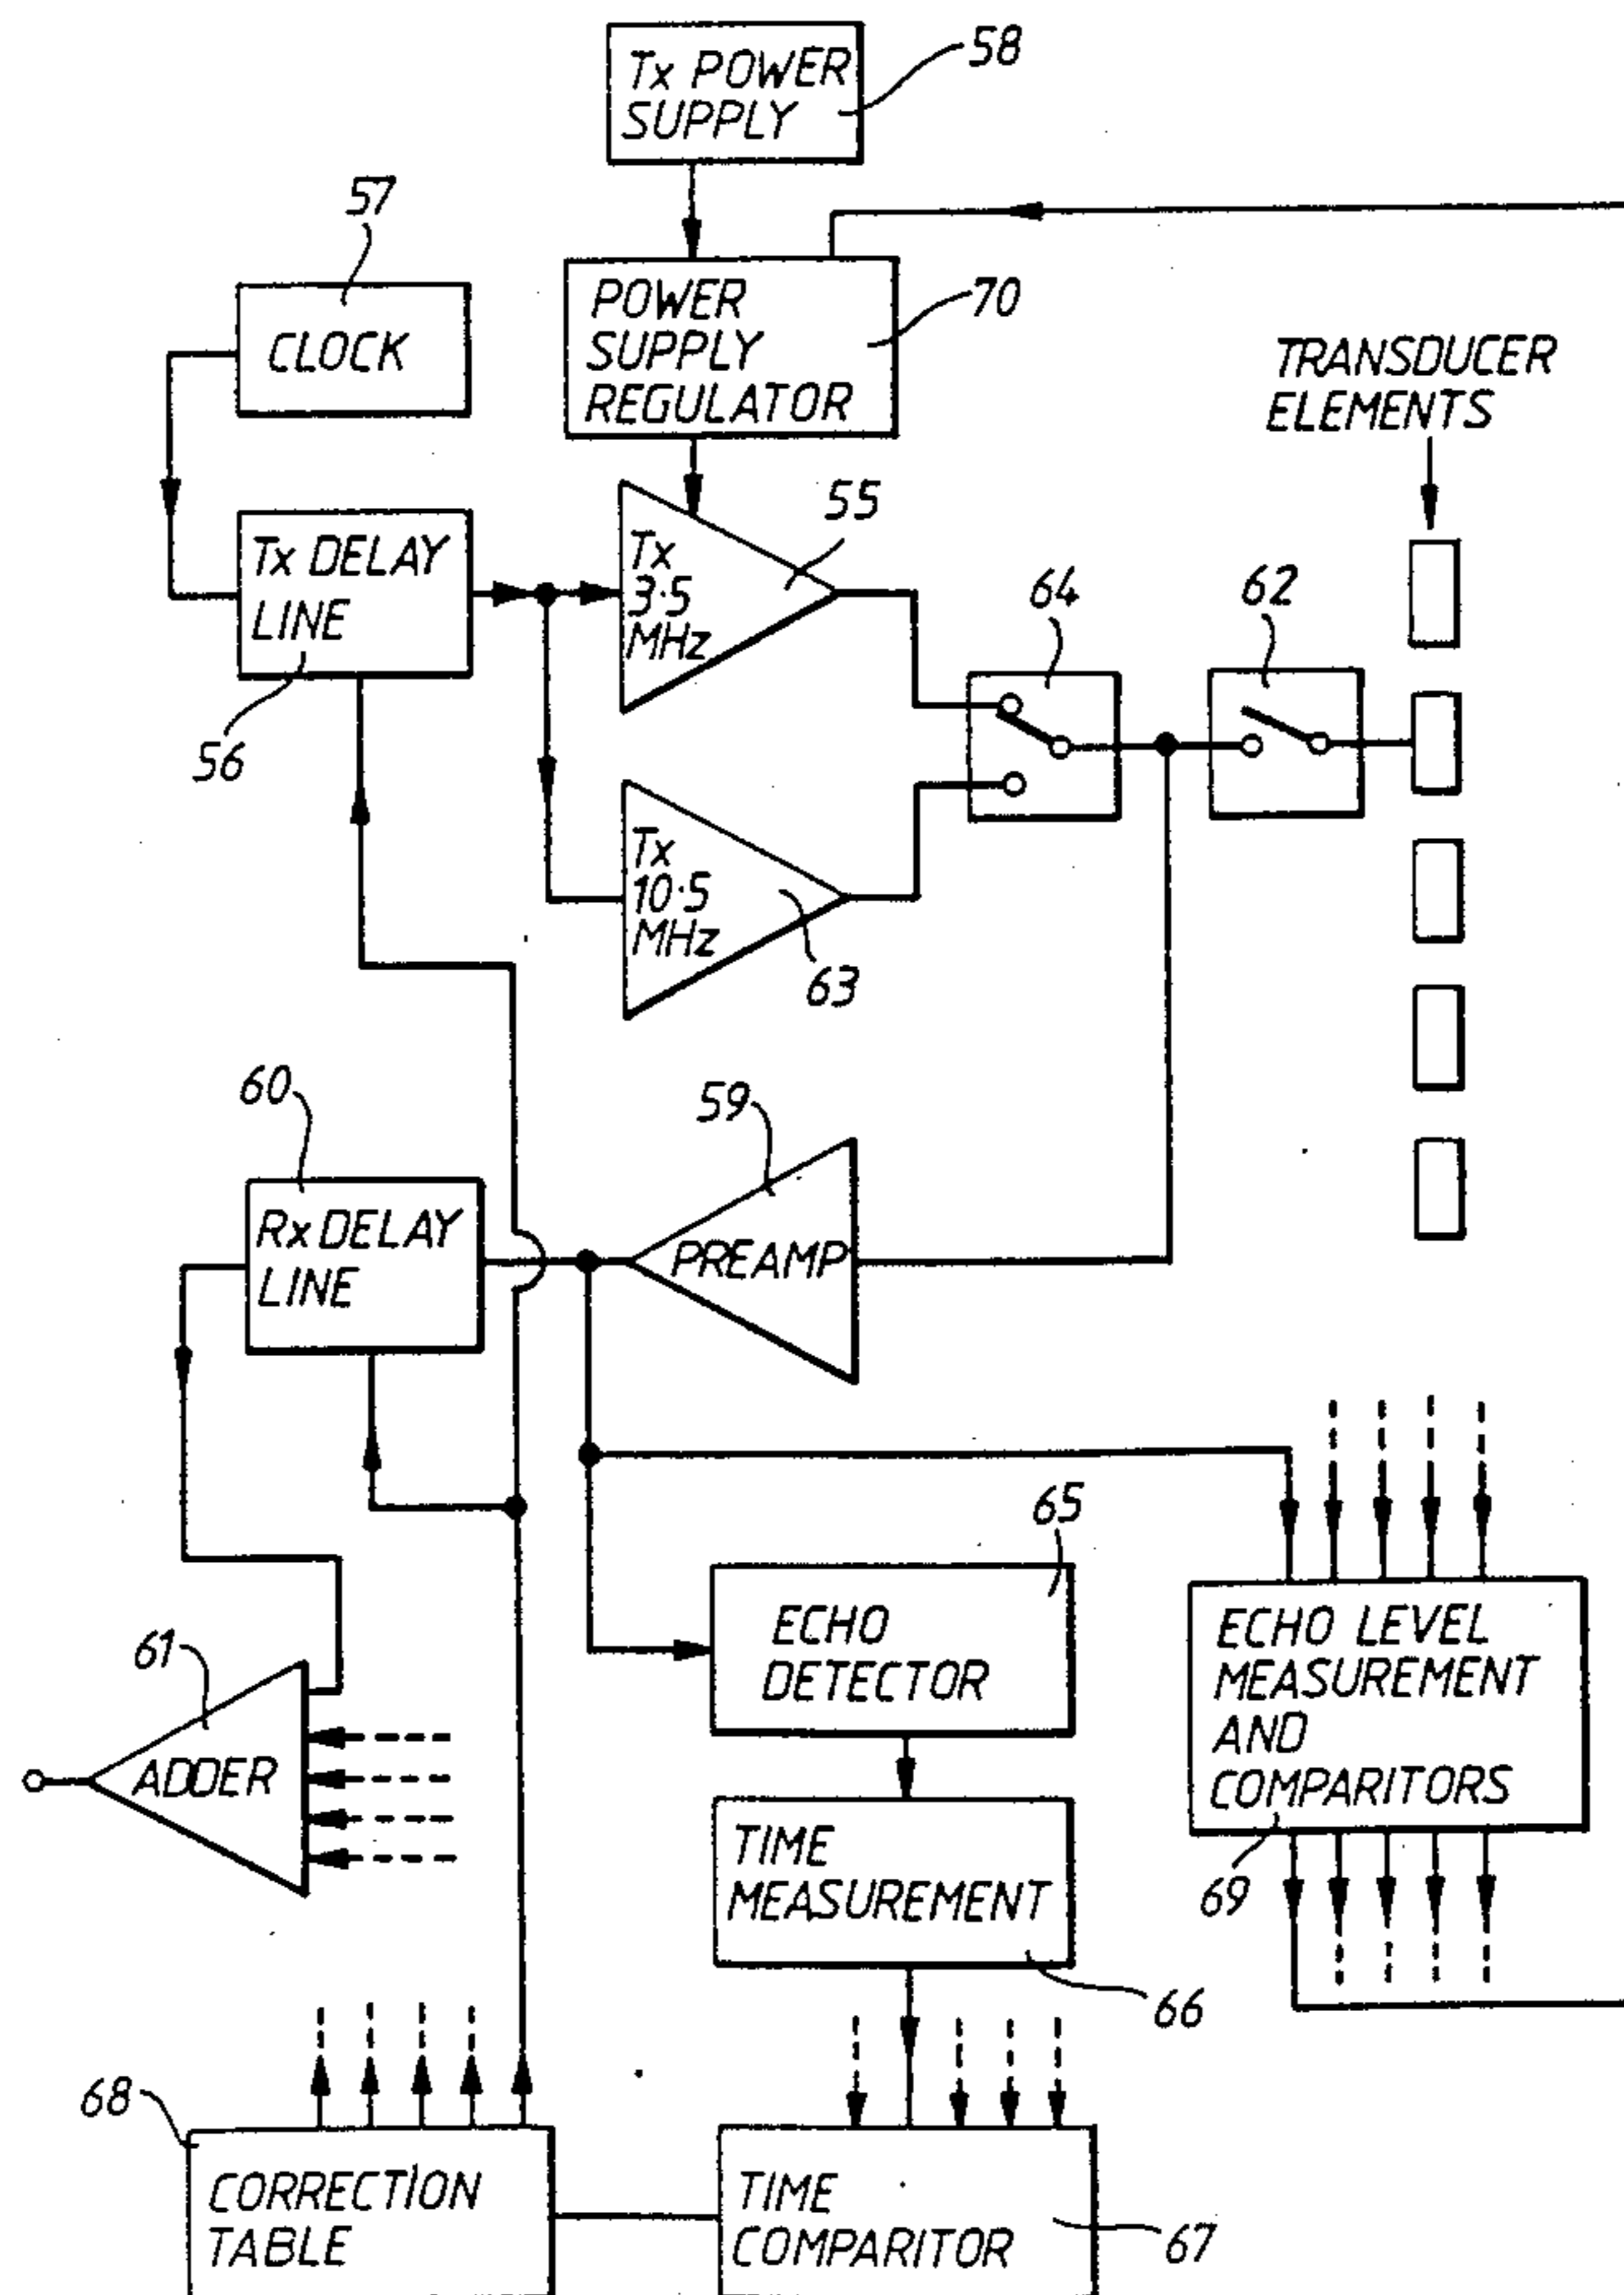 Tx POWER
SUPPLY
58
57
CLOCK
POWER
SUPPLY
REGULATOR
70
TRANSDUCER
ELEMENTS
Tx DELAY
LINE
56
Tx
3·5
MHz
55
64
62
Tx
10·5
MHz
63
60
Rx DELAY
LINE
59
PREAMP
65
ECHO
DETECTOR
ECHO LEVEL
MEASUREMENT
AND
COMPARITORS
69
61
ADDER
TIME
MEASUREMENT
66
68
CORRECTION
TABLE
TIME
COMPARITOR
67